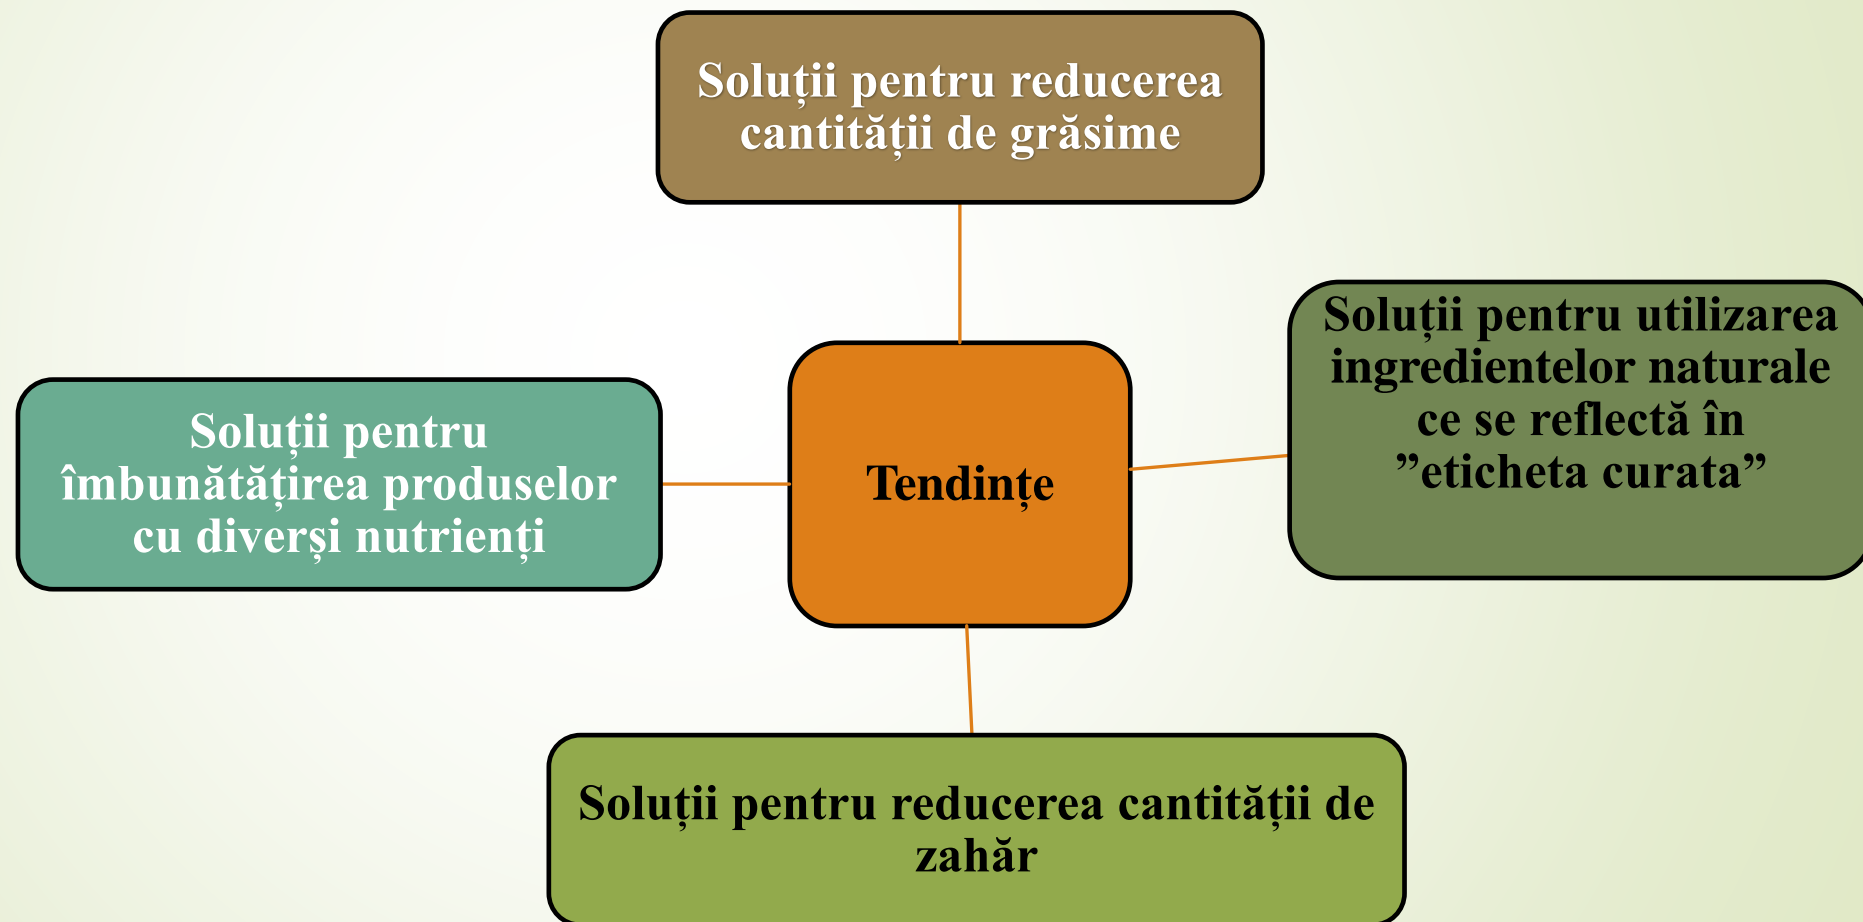 Soluții pentru reducerea
cantității de grăsime
Soluții pentru utilizarea
ingredientelor naturale
ce se reflectă în
”eticheta curata”
Soluții pentru
îmbunătățirea produselor
cu diverși nutrienți
Tendințe
Soluții pentru reducerea cantității de
zahăr